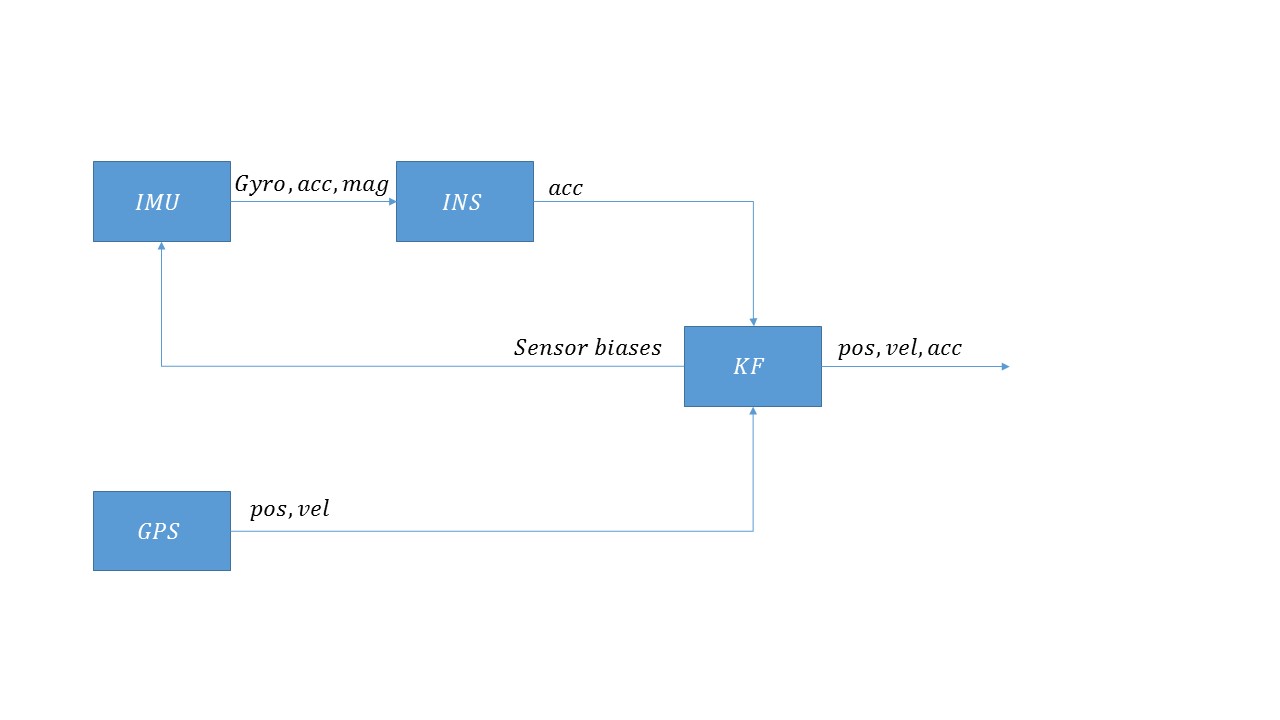 IMU
Gyro, acc, mag
INS
acc
Sensor biases
KF
pos, vel, acc
GPS
pos, vel